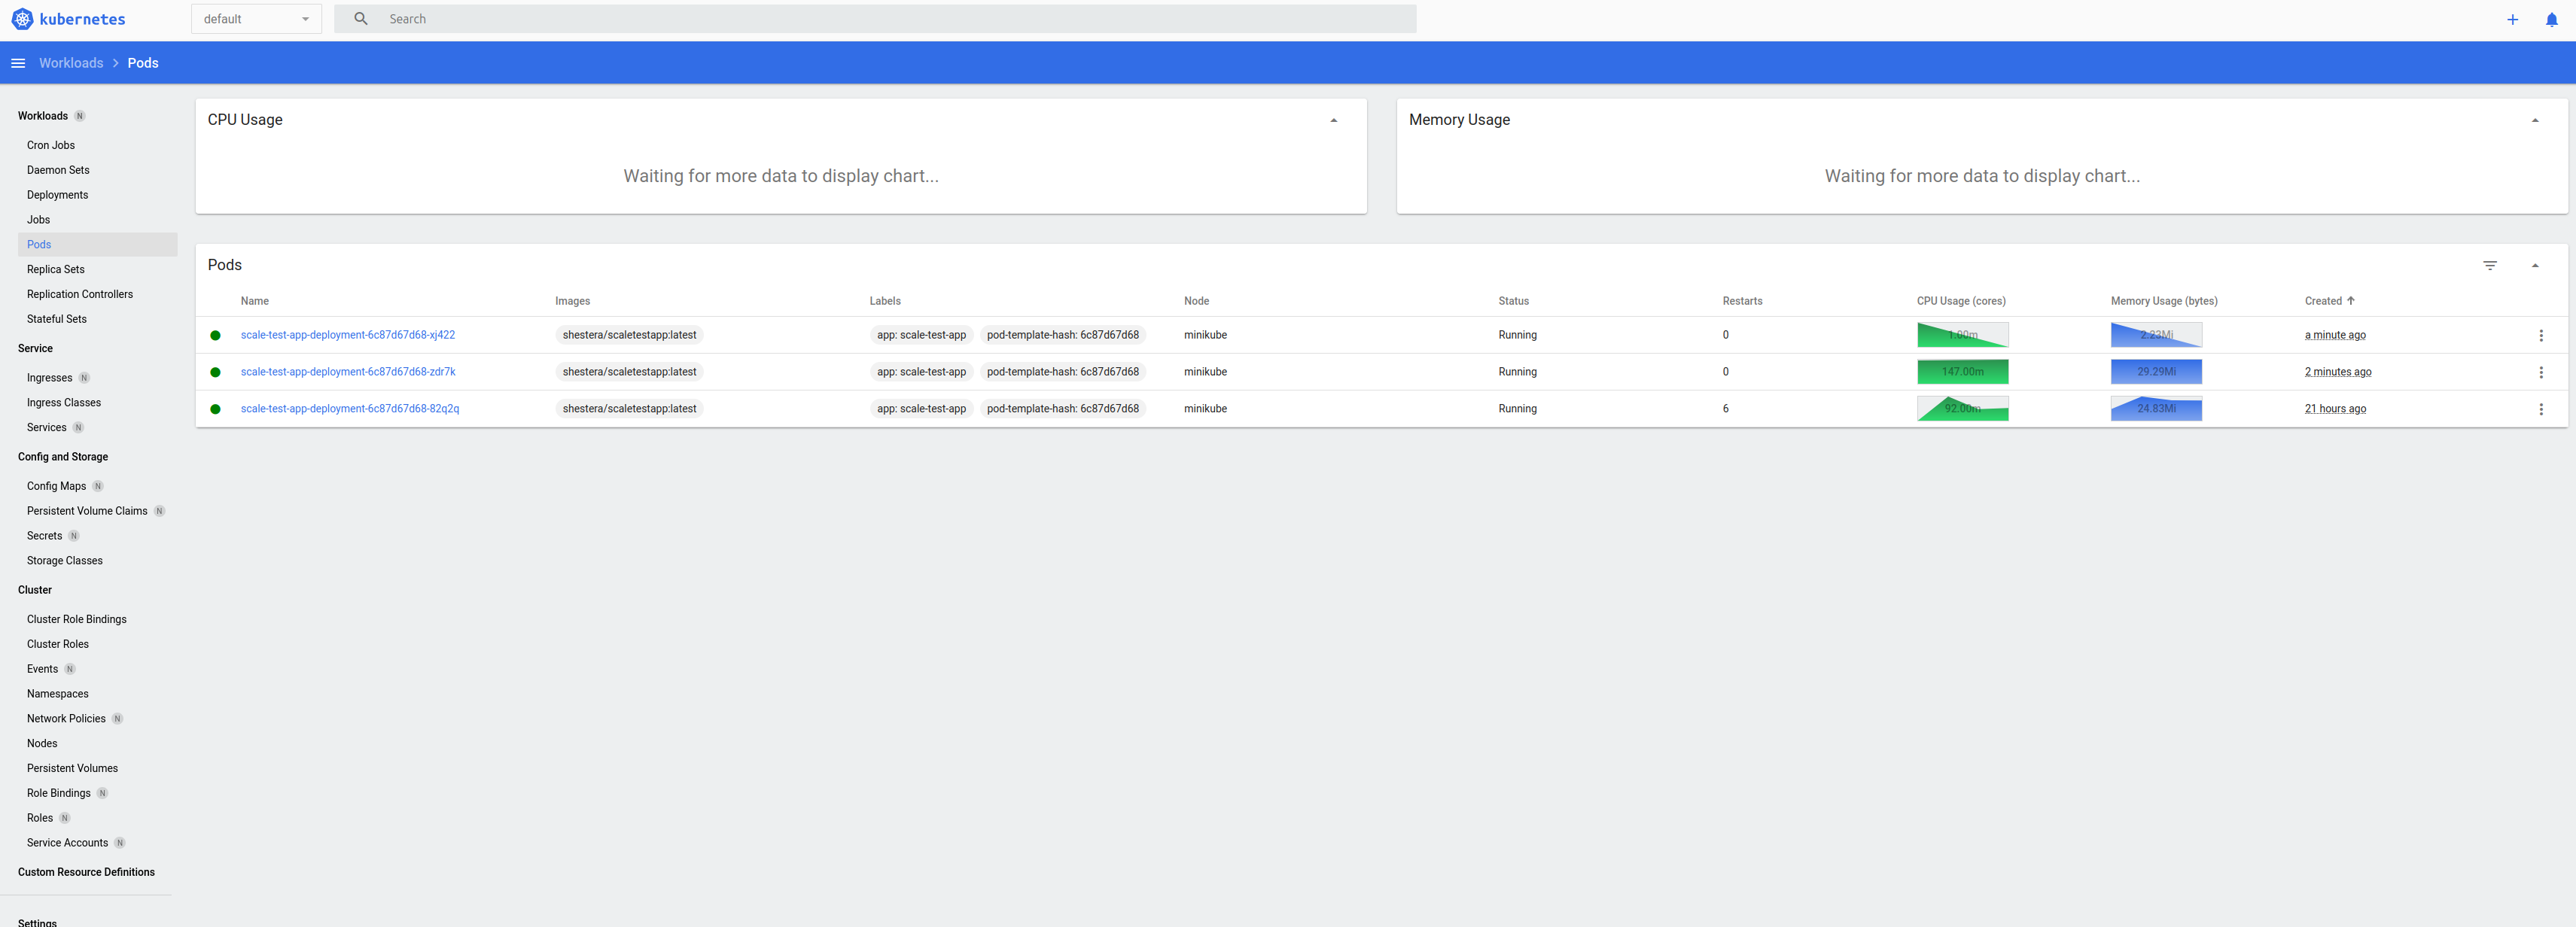 kubernetes default Search
Workloads > Pods
Workloads N
Cron Jobs
Daemon Sets
Deployments
Jobs
Pods
Replica Sets
Replication Controllers
Stateful Sets
Service
Ingresses N
Ingress Classes
Services N
Config and Storage
Config Maps N
Persistent Volume Claims N
Secrets N
Storage Classes
Cluster
Cluster Role Bindings
Cluster Roles
Events N
Namespaces
Network Policies N
Nodes
Persistent Volumes
Role Bindings N
Roles N
Service Accounts N
Custom Resource Definitions
Settings
CPU Usage
Waiting for more data to display chart...
Memory Usage
Waiting for more data to display chart...
Pods
Name Images Labels Node Status Restarts CPU Usage (cores) Memory Usage (bytes) Created
scale-test-app-deployment-6c87d67d68-xj422 shestera/scaletestapp:latest app: scale-test-app pod-template-hash: 6c87d67d68 minikube Running 0 1.00m 2.23Mi a minute ago
scale-test-app-deployment-6c87d67d68-zdr7k shestera/scaletestapp:latest app: scale-test-app pod-template-hash: 6c87d67d68 minikube Running 0 147.00m 29.29Mi 2 minutes ago
scale-test-app-deployment-6c87d67d68-82q2q shestera/scaletestapp:latest app: scale-test-app pod-template-hash: 6c87d67d68 minikube Running 6 92.00m 24.83Mi 21 hours ago